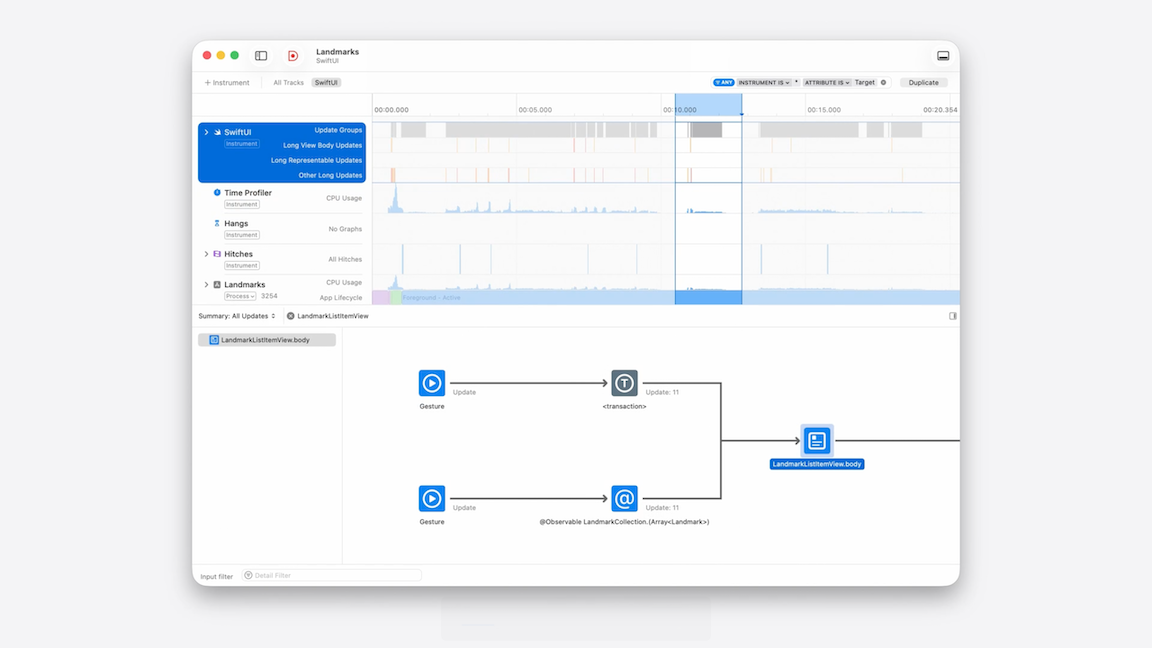 Landmarks
SwiftUI
+ Instrument
All Tracks
SwiftUI
ANY
INSTRUMENT IS
ATTRIBUTE IS
Target
Duplicate
00:00.000
00:05.000
00:10.000
00:15.000
00:20.354
SwiftUI
Instrument
Update Groups
Long View Body Updates
Long Representable Updates
Other Long Updates
Time Profiler
Instrument
CPU Usage
Hangs
Instrument
No Graphs
Hitches
Instrument
All Hitches
Landmarks
Process
3254
CPU Usage
App Lifecycle
Foreground - Active
Summary: All Updates
LandmarkListItemView
LandmarkListItemView.body
Gesture
Update
T
<transaction>
Update: 11
LandmarkListItemView.body
Gesture
Update
@
@Observable LandmarkCollection.(Array<Landmark>)
Update: 11
Input filter
Detail Filter